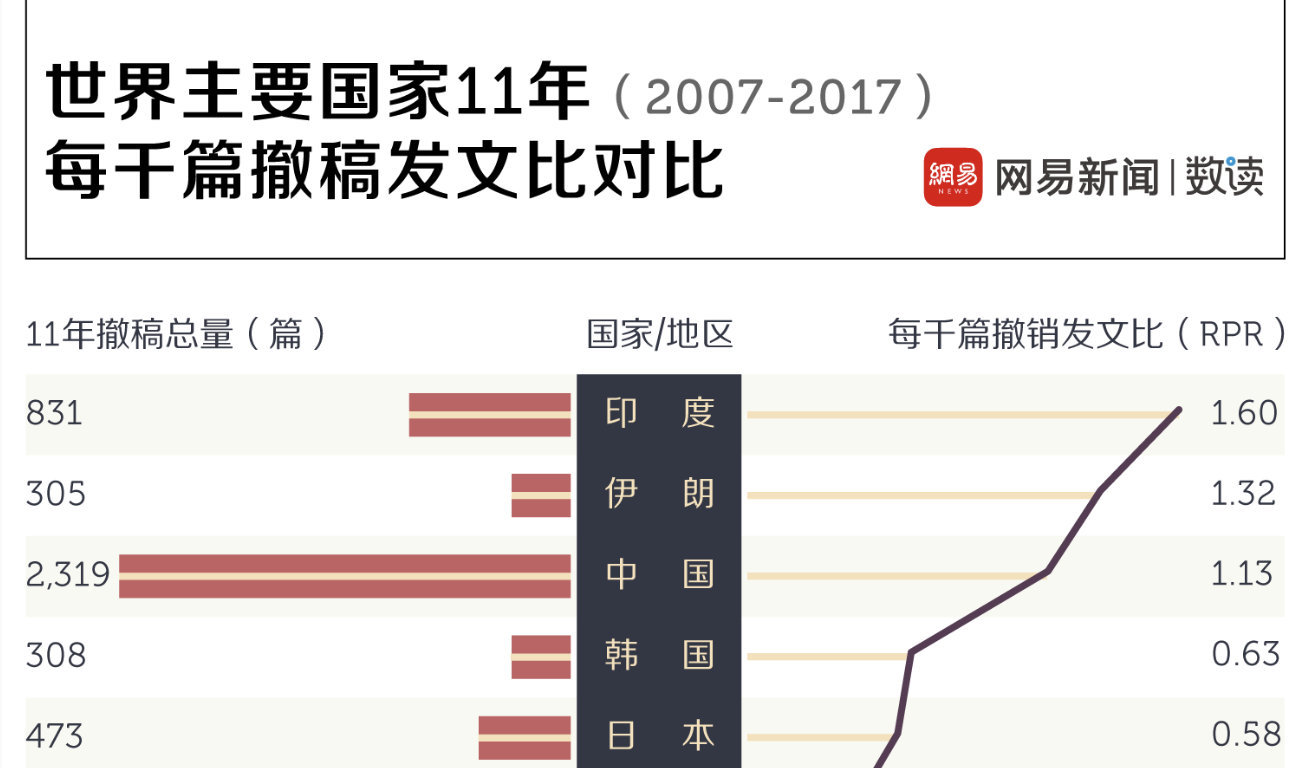 世界主要国家11年（2007-2017）
每千篇撤稿发文比对比
網易 NEWS 网易新闻 | 数读
11年撤稿总量（篇） 国家/地区 每千篇撤销发文比（RPR）
831 印度 1.60
305 伊朗 1.32
2,319 中国 1.13
308 韩国 0.63
473 日本 0.58